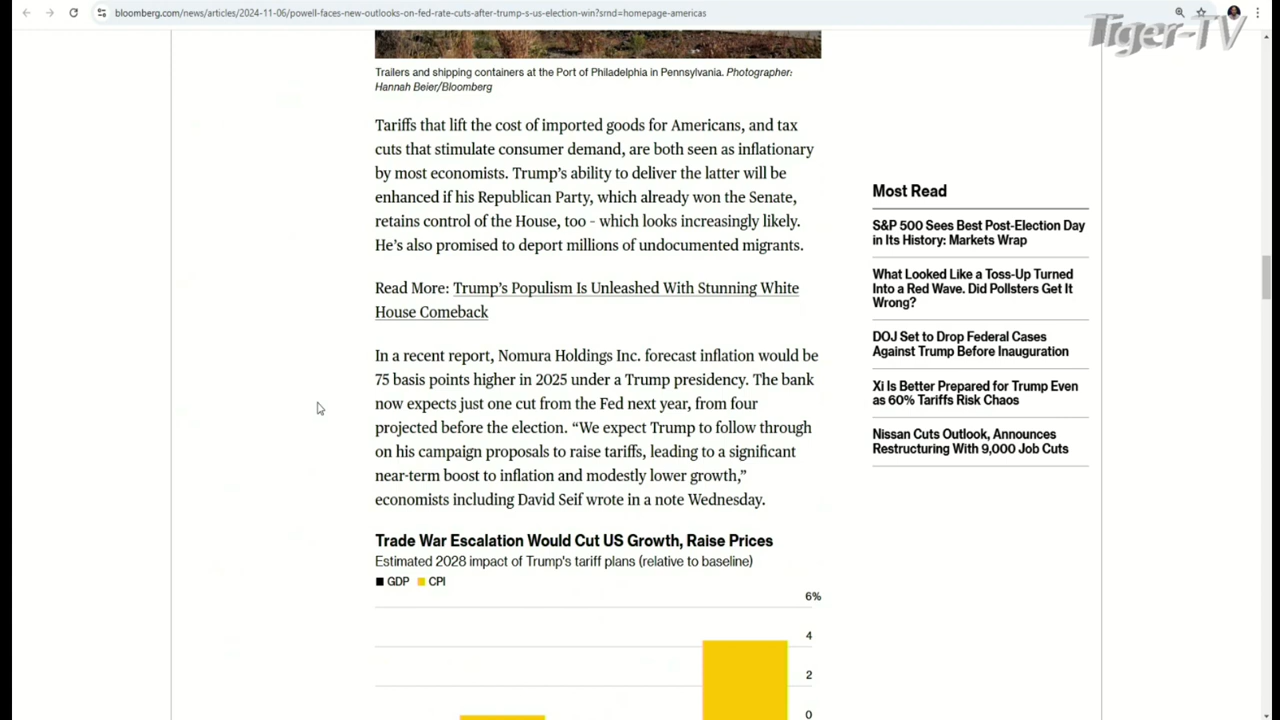 bloomberg.com/news/articles/2024-11-06/powell-faces-new-outlooks-on-fed-rate-cuts-after-trump-s-us-election-win?srnd=homepage-americas
Tiger-TV
Trailers and shipping containers at the Port of Philadelphia in Pennsylvania. Photographer:
Hannah Beier/Bloomberg
Tariffs that lift the cost of imported goods for Americans, and tax
cuts that stimulate consumer demand, are both seen as inflationary
by most economists. Trump’s ability to deliver the latter will be
enhanced if his Republican Party, which already won the Senate,
retains control of the House, too - which looks increasingly likely.
He’s also promised to deport millions of undocumented migrants.
Read More: Trump’s Populism Is Unleashed With Stunning White
House Comeback
In a recent report, Nomura Holdings Inc. forecast inflation would be
75 basis points higher in 2025 under a Trump presidency. The bank
now expects just one cut from the Fed next year, from four
projected before the election. “We expect Trump to follow through
on his campaign proposals to raise tariffs, leading to a significant
near-term boost to inflation and modestly lower growth,”
economists including David Seif wrote in a note Wednesday.
Trade War Escalation Would Cut US Growth, Raise Prices
Estimated 2028 impact of Trump's tariff plans (relative to baseline)
GDP CPI
6%
4
2
0
Most Read
S&P 500 Sees Best Post-Election Day
in Its History: Markets Wrap
What Looked Like a Toss-Up Turned
Into a Red Wave. Did Pollsters Get It
Wrong?
DOJ Set to Drop Federal Cases
Against Trump Before Inauguration
Xi Is Better Prepared for Trump Even
as 60% Tariffs Risk Chaos
Nissan Cuts Outlook, Announces
Restructuring With 9,000 Job Cuts